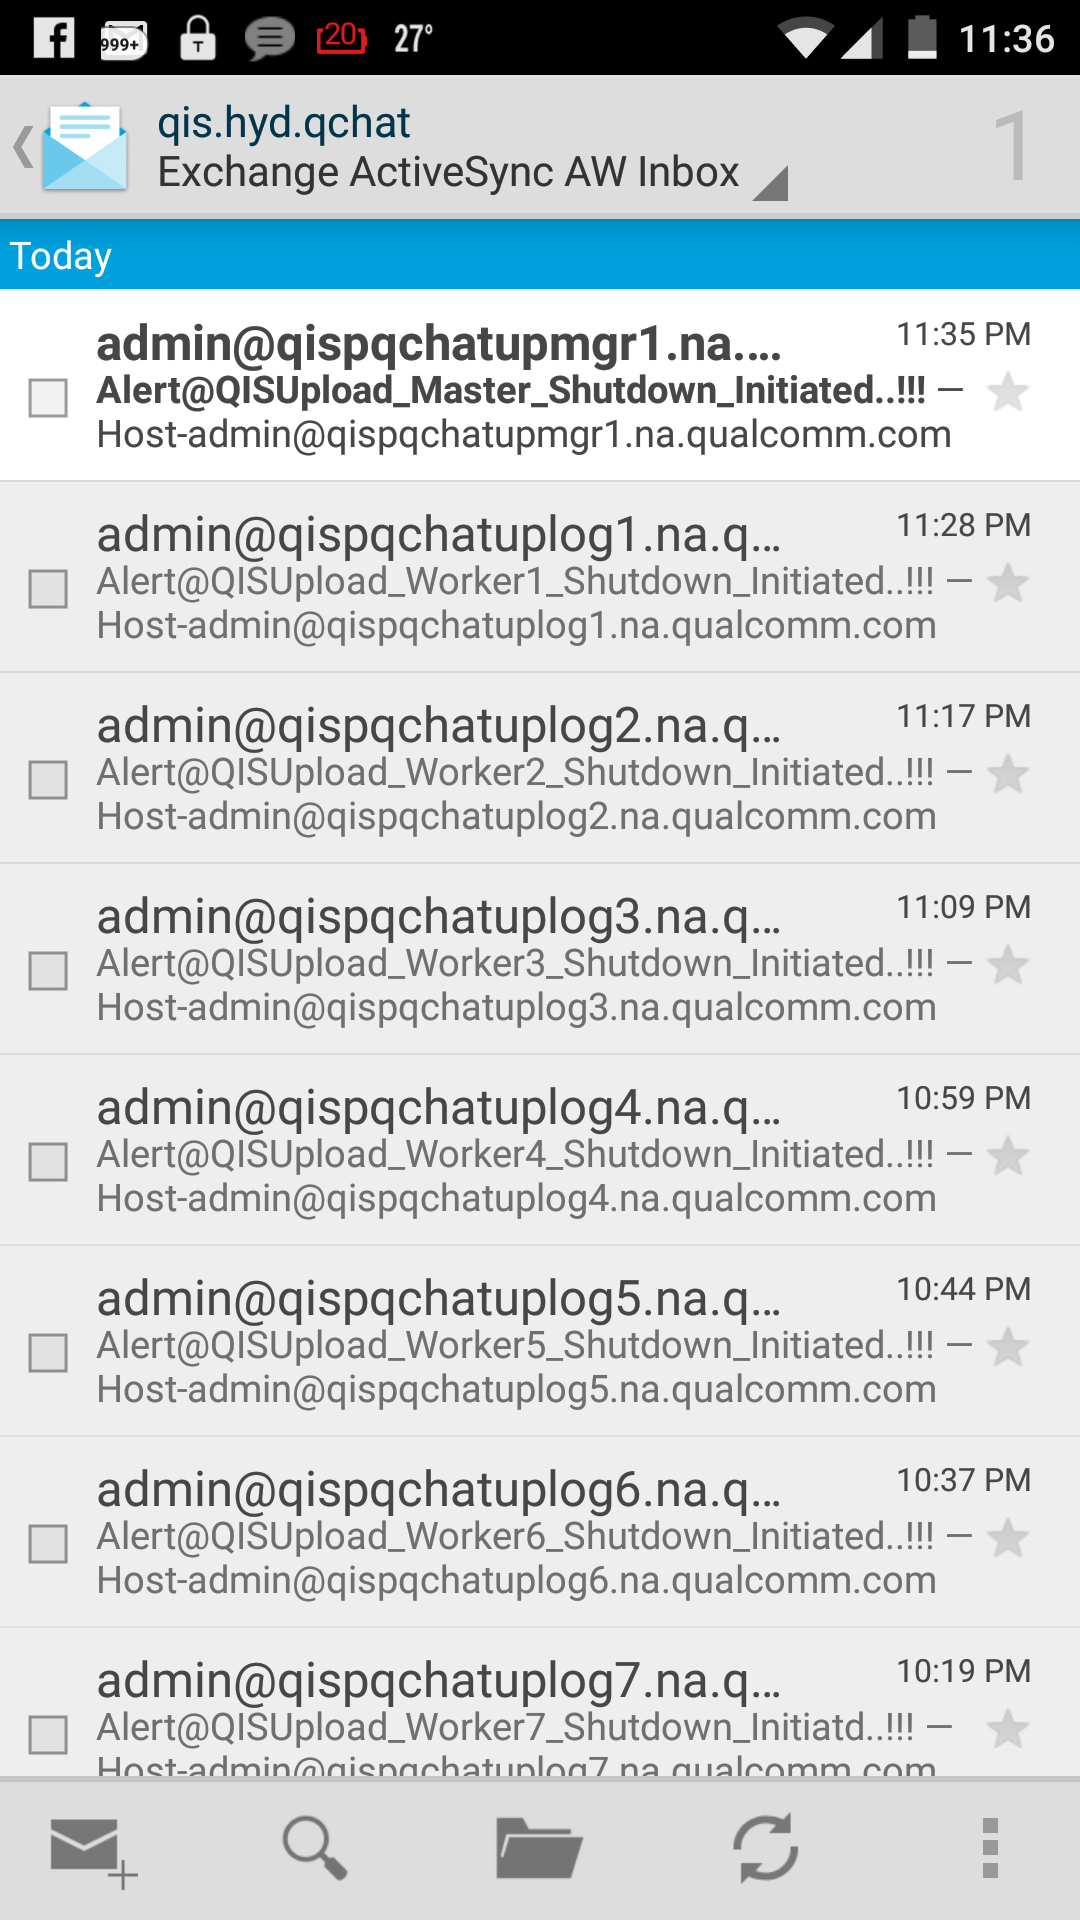 999+ T 20 27° 11:36
qis.hyd.qchat
Exchange ActiveSync AW Inbox 1
Today
admin@qispqchatupmgr1.na.... 11:35 PM
Alert@QISUpload_Master_Shutdown_Initiated..!!! —
Host-admin@qispqchatupmgr1.na.qualcomm.com
admin@qispqchatuplog1.na.q... 11:28 PM
Alert@QISUpload_Worker1_Shutdown_Initiated..!!! —
Host-admin@qispqchatuplog1.na.qualcomm.com
admin@qispqchatuplog2.na.q... 11:17 PM
Alert@QISUpload_Worker2_Shutdown_Initiated..!!! —
Host-admin@qispqchatuplog2.na.qualcomm.com
admin@qispqchatuplog3.na.q... 11:09 PM
Alert@QISUpload_Worker3_Shutdown_Initiated..!!! —
Host-admin@qispqchatuplog3.na.qualcomm.com
admin@qispqchatuplog4.na.q... 10:59 PM
Alert@QISUpload_Worker4_Shutdown_Initiated..!!! —
Host-admin@qispqchatuplog4.na.qualcomm.com
admin@qispqchatuplog5.na.q... 10:44 PM
Alert@QISUpload_Worker5_Shutdown_Initiated..!!! —
Host-admin@qispqchatuplog5.na.qualcomm.com
admin@qispqchatuplog6.na.q... 10:37 PM
Alert@QISUpload_Worker6_Shutdown_Initiated..!!! —
Host-admin@qispqchatuplog6.na.qualcomm.com
admin@qispqchatuplog7.na.q... 10:19 PM
Alert@QISUpload_Worker7_Shutdown_Initiatd..!!! —
Host-admin@qispqchatuplog7.na.qualcomm.com